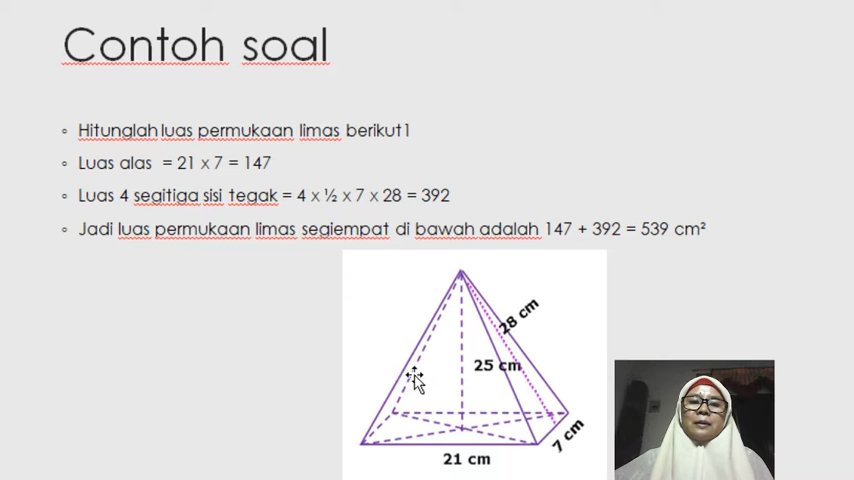 Contoh soal
Hitunglah luas permukaan limas berikut1
Luas alas = 21 x 7 = 147
Luas 4 segitiga sisi tegak = 4 x ½ x 7 x 28 = 392
Jadi luas permukaan limas segiempat di bawah adalah 147 + 392 = 539 cm²
28 cm
25 cm
7 cm
21 cm